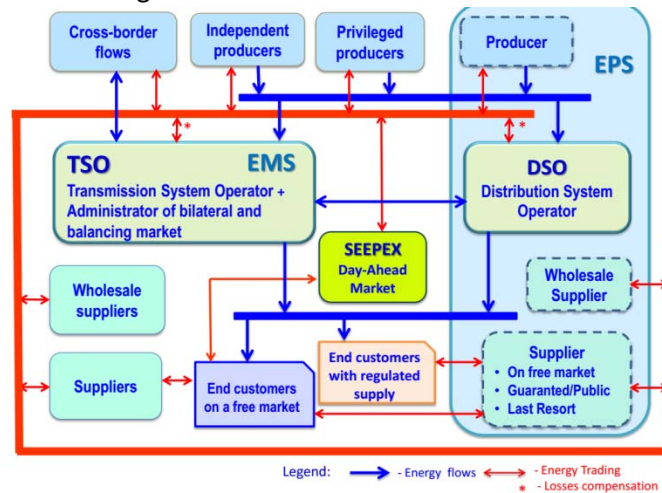 Cross-border
flows
Independent
producers
Privileged
producers
Producer
EPS
*
*
TSO
EMS
Transmission System Operator +
Administrator of bilateral and
balancing market
DSO
Distribution System
Operator
SEEPEX
Day-Ahead
Market
Wholesale
suppliers
Wholesale
Supplier
Suppliers
End customers
on a free market
End customers
with regulated
supply
Supplier
• On free market
• Guaranted/Public
• Last Resort
Legend:
- Energy flows
- Energy Trading
* - Losses compensation